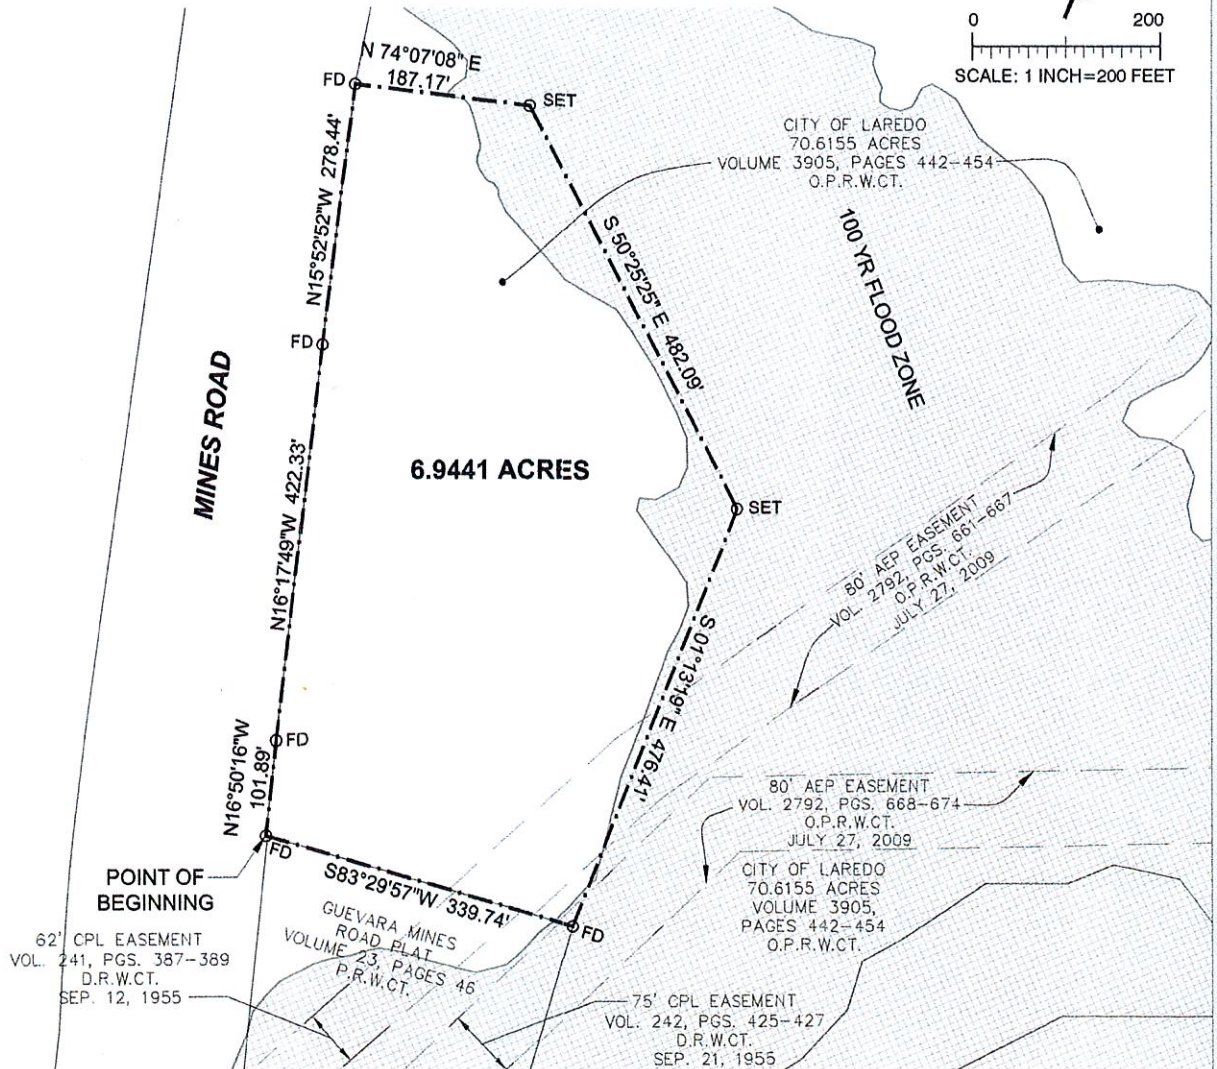 0 200
SCALE: 1 INCH=200 FEET
N 74°07'08" E
187.17'
FD
SET
CITY OF LAREDO
70.6155 ACRES
VOLUME 3905, PAGES 442-454
O.P.R.W.CT.
N15°52'52"W 278.44'
S 50°25'25" E 482.09'
100 YR FLOOD ZONE
FD
MINES ROAD
6.9441 ACRES
N16°17'49"W 422.33'
SET
80' AEP EASEMENT
VOL. 2792, PGS. 661-667
O.P.R.W.CT.
JULY 27, 2009
S 01°13'19" E 476.41'
FD
N16°50'16"W
101.89'
FD
80' AEP EASEMENT
VOL. 2792, PGS. 668-674
O.P.R.W.CT.
JULY 27, 2009
POINT OF
BEGINNING
S83°29'57"W 339.74'
FD
CITY OF LAREDO
70.6155 ACRES
VOLUME 3905,
PAGES 442-454
O.P.R.W.CT.
GUEVARA MINES
ROAD PLAT
VOLUME 23, PAGES 46
P.R.W.CT.
62' CPL EASEMENT
VOL. 241, PGS. 387-389
D.R.W.CT.
SEP. 12, 1955
75' CPL EASEMENT
VOL. 242, PGS. 425-427
D.R.W.CT.
SEP. 21, 1955